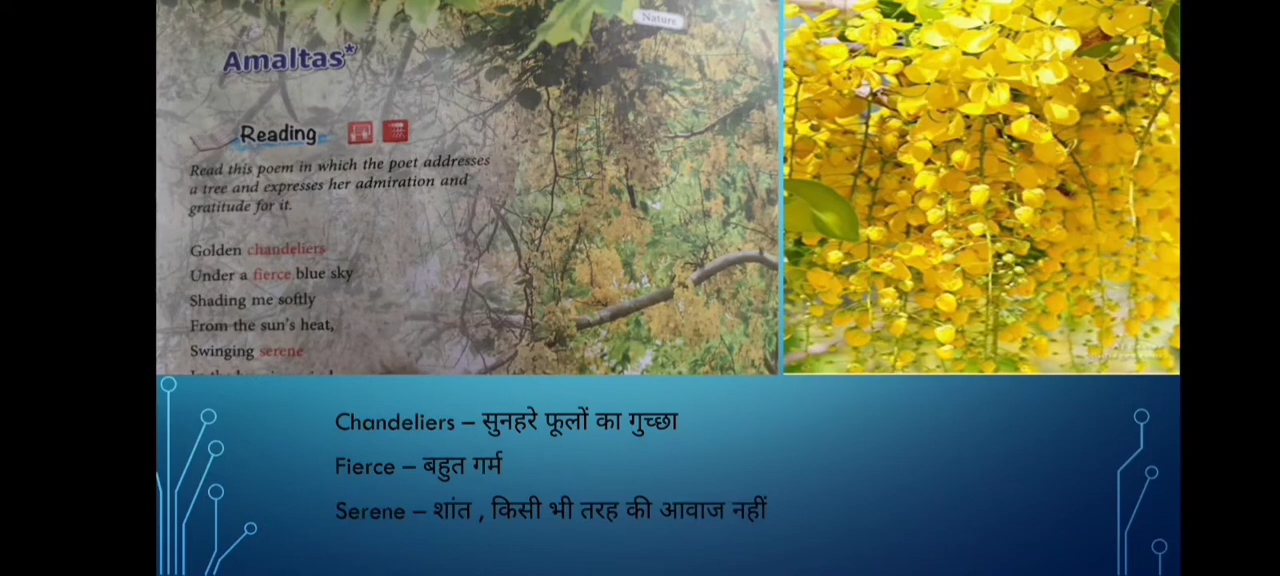 Nature
Amaltas*
Reading
Read this poem in which the poet addresses
a tree and expresses her admiration and
gratitude for it.
Golden chandeliers
Under a fierce blue sky
Shading me softly
From the sun's heat,
Swinging serene
Chandeliers – सुनहरे फूलों का गुच्छा
Fierce – बहुत गर्म
Serene – शांत , किसी भी तरह की आवाज नहीं